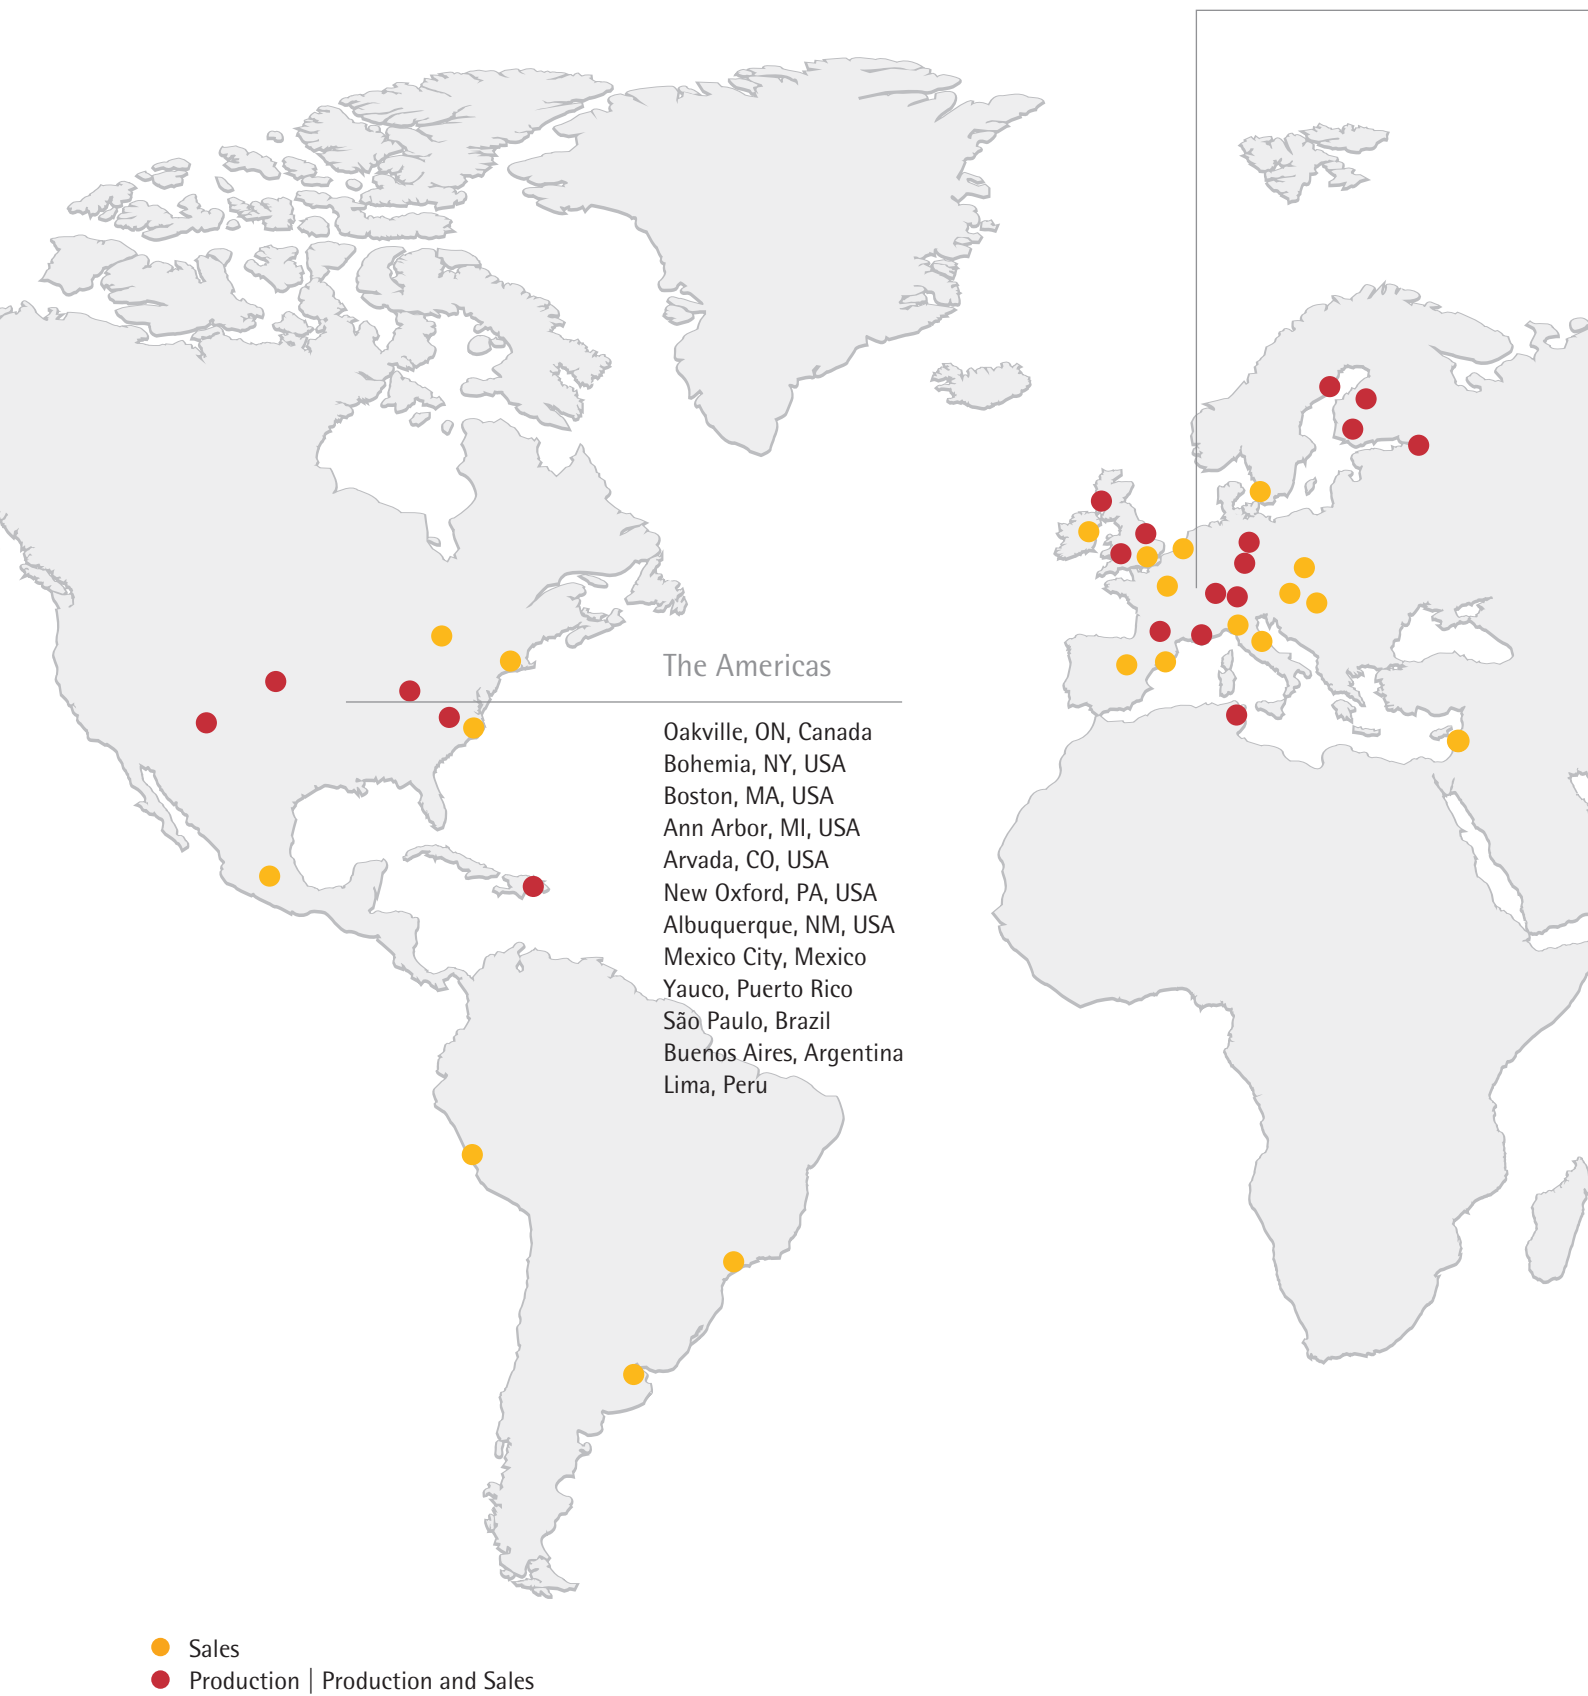 The Americas
Oakville, ON, Canada
Bohemia, NY, USA
Boston, MA, USA
Ann Arbor, MI, USA
Arvada, CO, USA
New Oxford, PA, USA
Albuquerque, NM, USA
Mexico City, Mexico
Yauco, Puerto Rico
São Paulo, Brazil
Buenos Aires, Argentina
Lima, Peru
Sales
Production | Production and Sales